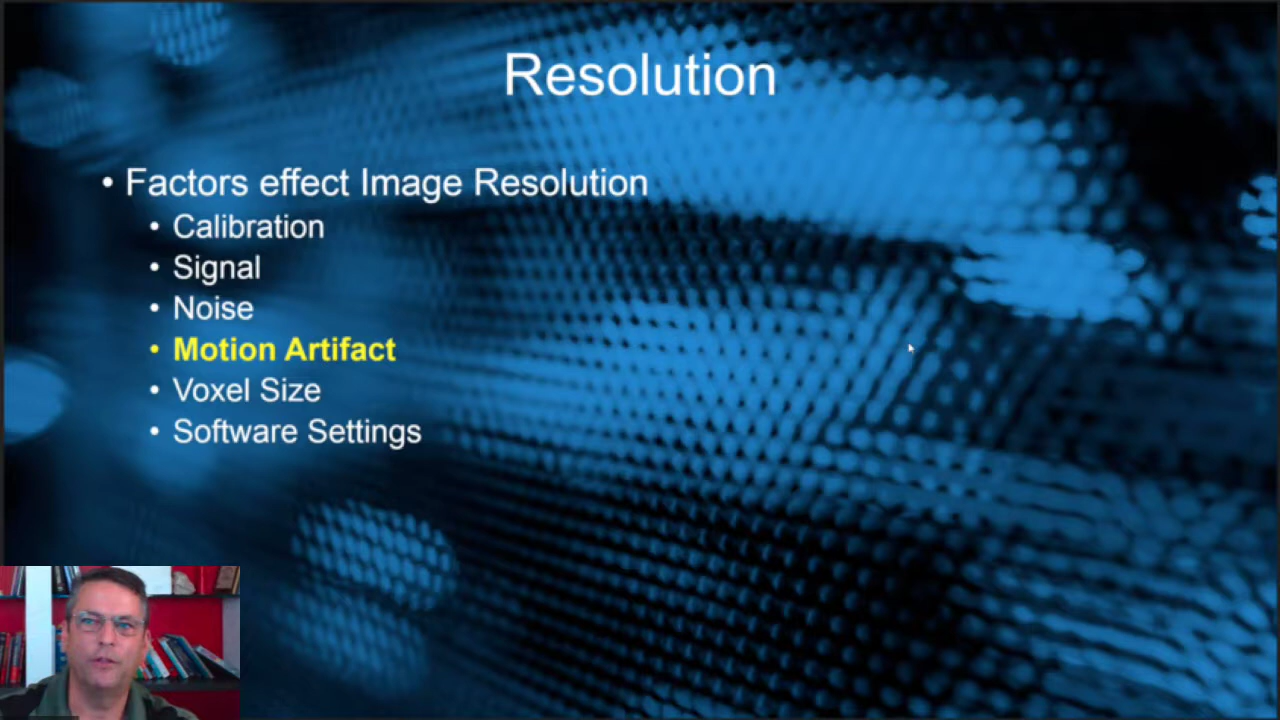 Resolution
• Factors effect Image Resolution
• Calibration
• Signal
• Noise
• Motion Artifact
• Voxel Size
• Software Settings